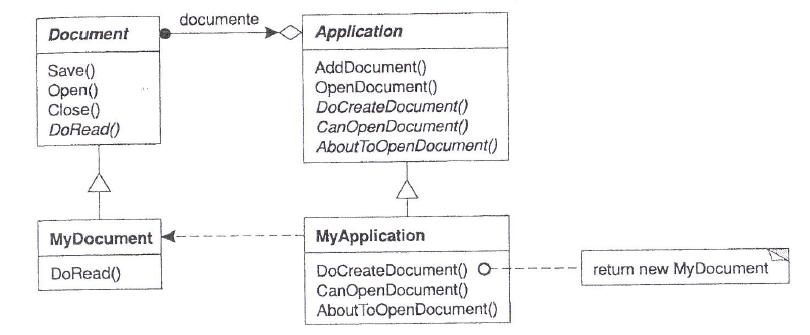 documente
Document
Save()
Open()
Close()
DoRead()
Application
AddDocument()
OpenDocument()
DoCreateDocument()
CanOpenDocument()
AboutToOpenDocument()
MyDocument
DoRead()
MyApplication
DoCreateDocument()
CanOpenDocument()
AboutToOpenDocument()
return new MyDocument